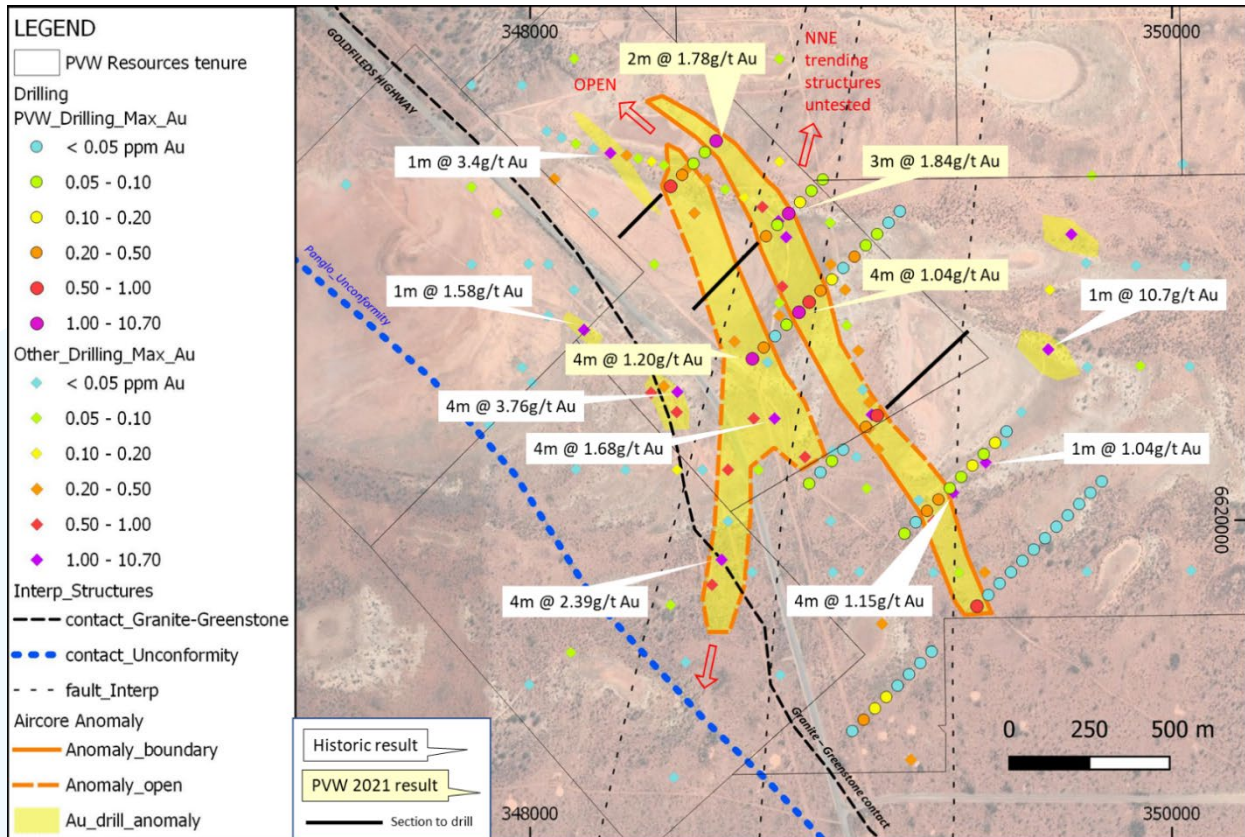 LEGEND
PVW Resources tenure
Drilling
PVW_Drilling_Max_Au
< 0.05 ppm Au
0.05 - 0.10
0.10 - 0.20
0.20 - 0.50
0.50 - 1.00
1.00 - 10.70
Other_Drilling_Max_Au
< 0.05 ppm Au
0.05 - 0.10
0.10 - 0.20
0.20 - 0.50
0.50 - 1.00
1.00 - 10.70
Interp_Structures
contact_Granite-Greenstone
contact_Unconformity
fault_Interp
Aircore Anomaly
Anomaly_boundary
Anomaly_open
Au_drill_anomaly
348000
350000
GOLDFILEDS HIGHWAY
2m @ 1.78g/t Au
NNE
trending
structures
untested
OPEN
1m @ 3.4g/t Au
3m @ 1.84g/t Au
Panglo_Unconformity
4m @ 1.04g/t Au
1m @ 1.58g/t Au
1m @ 10.7g/t Au
4m @ 1.20g/t Au
4m @ 3.76g/t Au
4m @ 1.68g/t Au
1m @ 1.04g/t Au
6620000
4m @ 2.39g/t Au
4m @ 1.15g/t Au
Granite - Greenstone contact
0 250 500 m
Historic result
PVW 2021 result
Section to drill
348000
350000